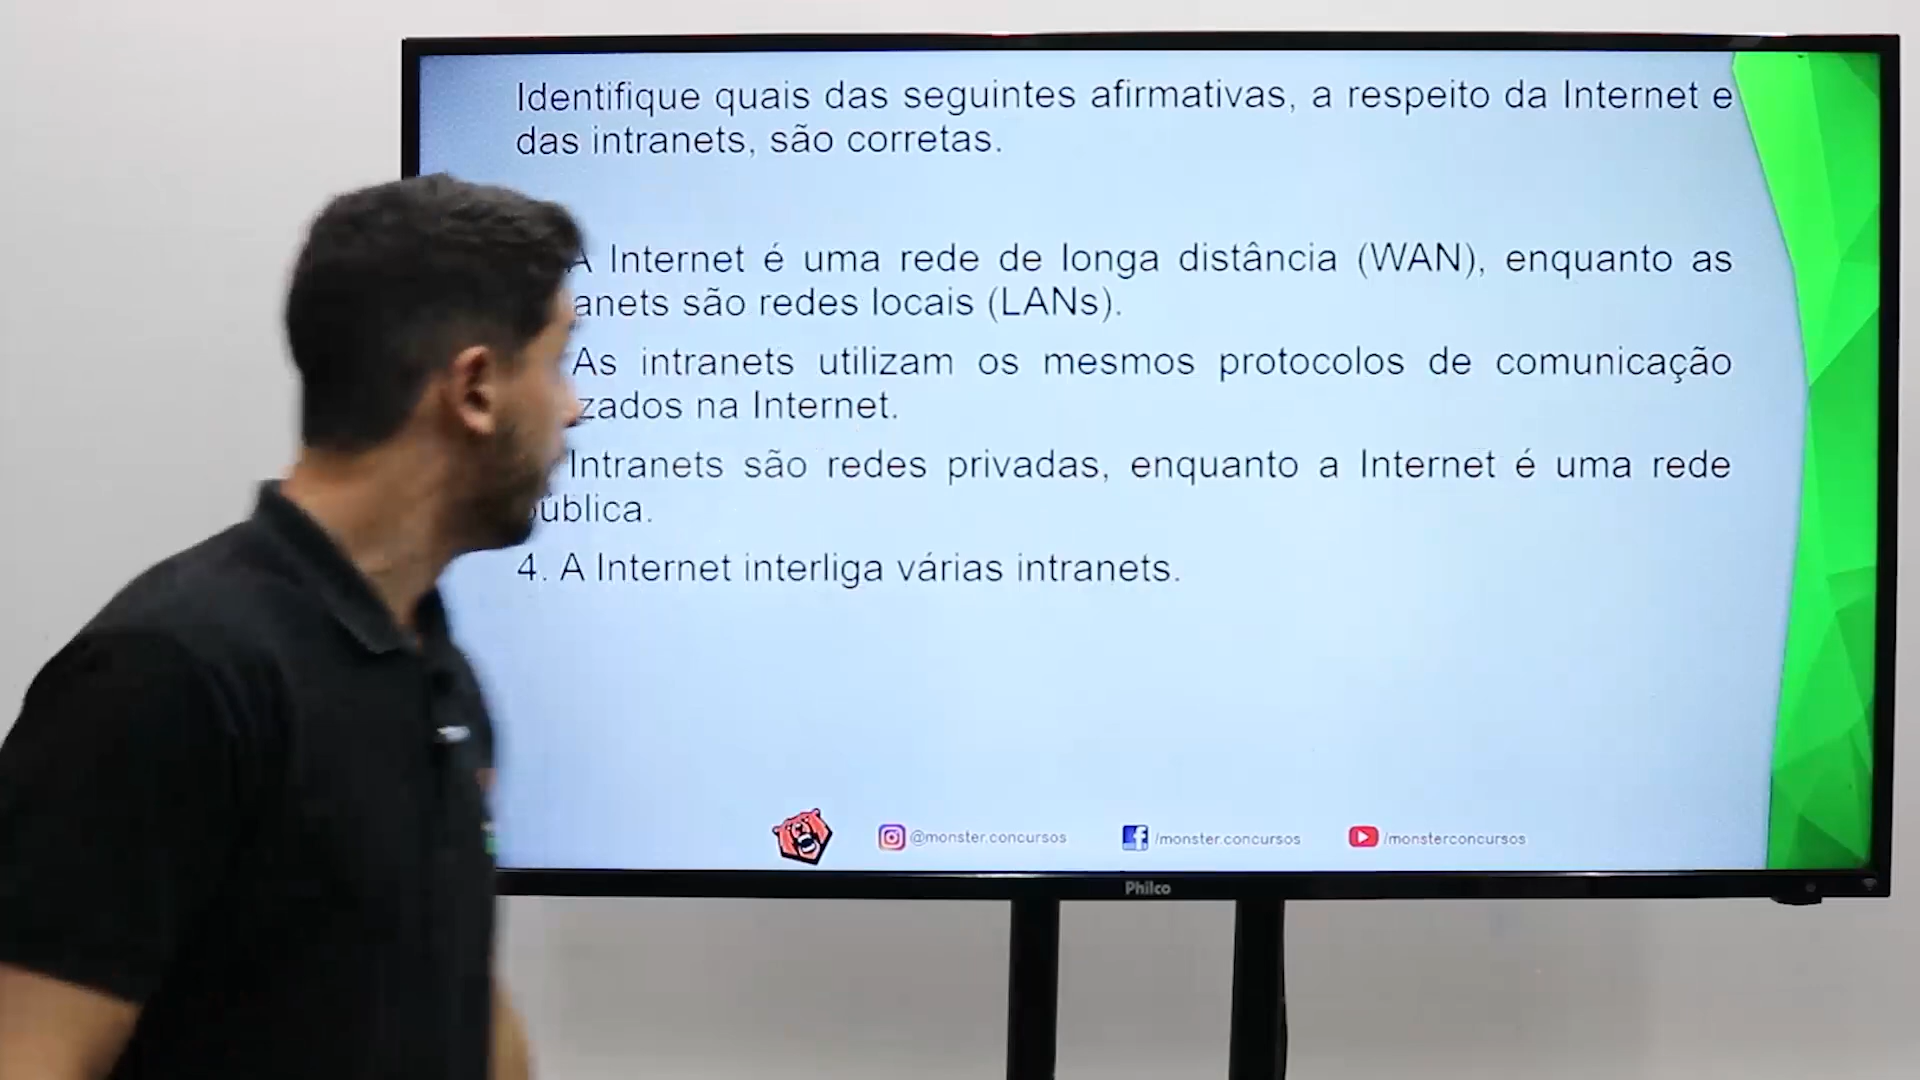 Identifique quais das seguintes afirmativas, a respeito da Internet e
das intranets, são corretas.
A Internet é uma rede de longa distância (WAN), enquanto as
anets são redes locais (LANs).
As intranets utilizam os mesmos protocolos de comunicação
zados na Internet.
Intranets são redes privadas, enquanto a Internet é uma rede
pública.
4. A Internet interliga várias intranets.
@monster.concursos /monster.concursos /monsterconcursos
Philco